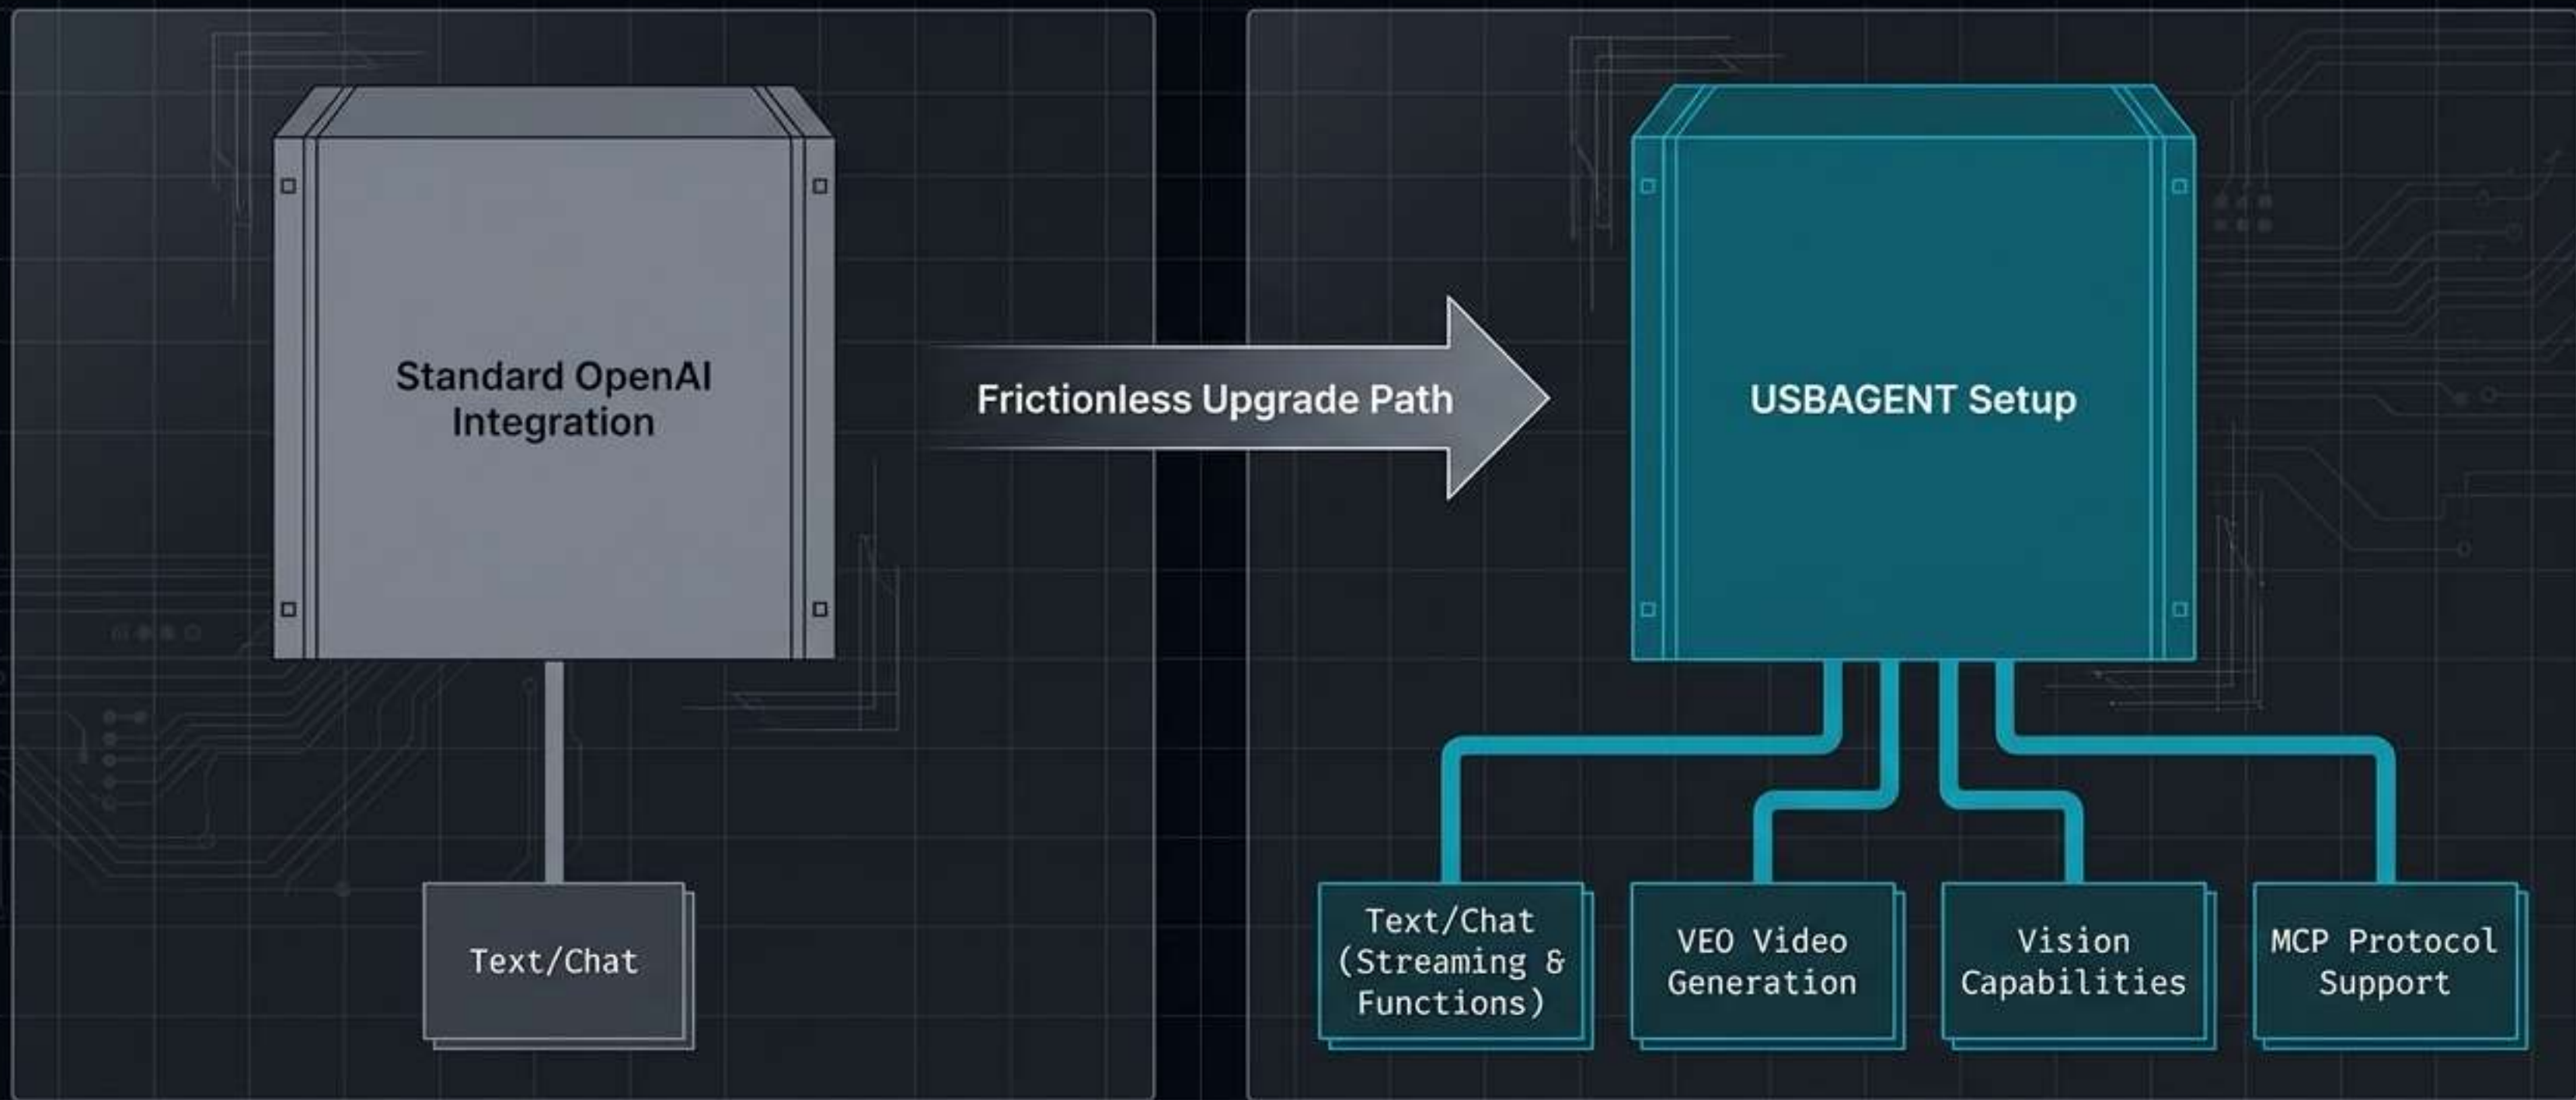 Standard OpenAI
Integration
Text/Chat
Frictionless Upgrade Path
USBAGENT Setup
Text/Chat
(Streaming &
Functions)
VEO Video
Generation
Vision
Capabilities
MCP Protocol
Support